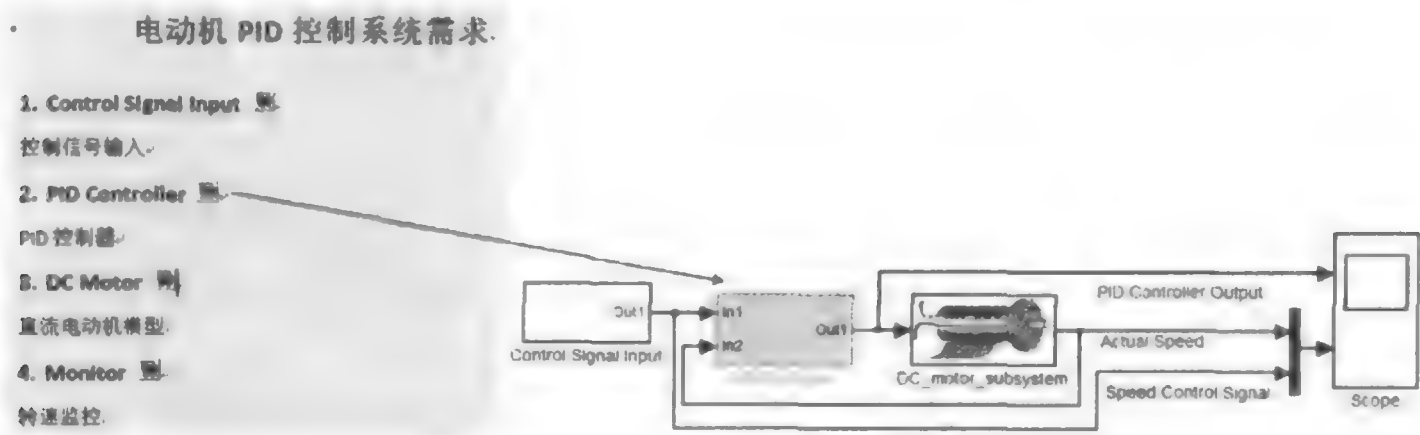 电动机 PID 控制系统需求
1. Control Signal Input
控制信号输入
2. PID Controller
PID 控制器
3. DC Motor
直流电动机模型
4. Monitor
转速监控
Out1
Control Signal Input
In1
In2
Out1
DC_motor_subsystem
PID Controller Output
Actual Speed
Speed Control Signal
Scope